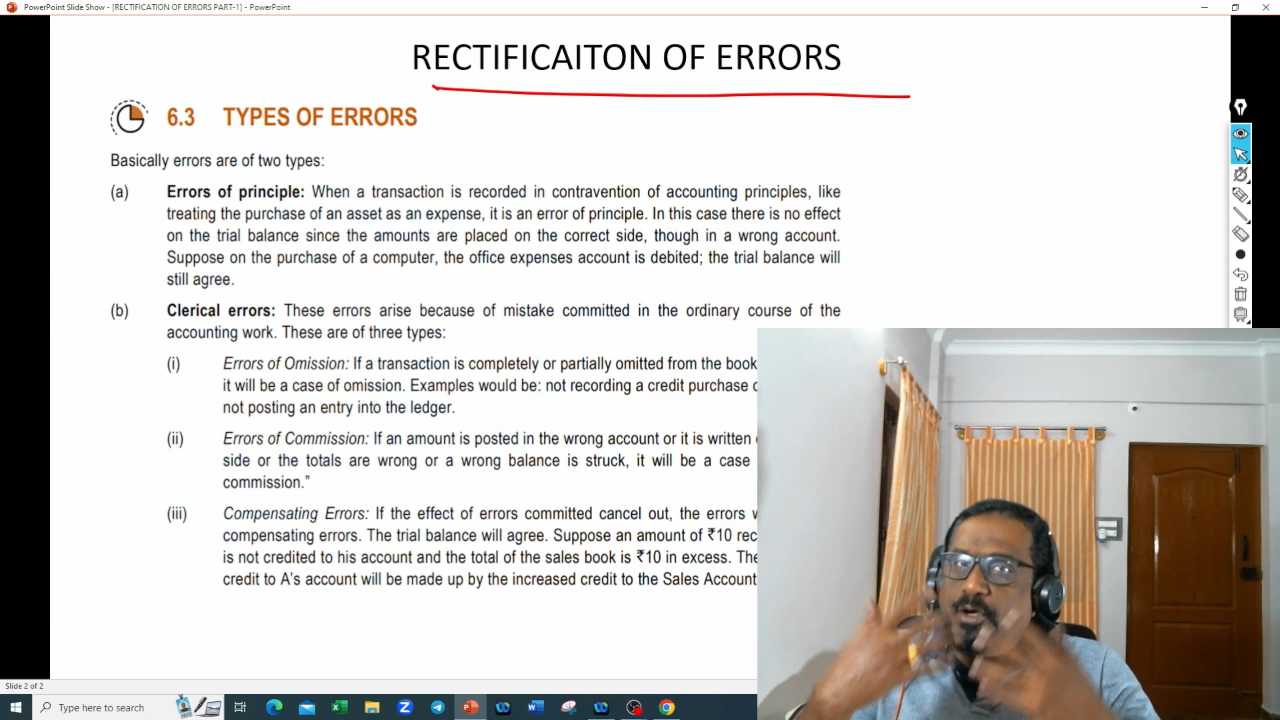 PowerPoint Slide Show - [RECTIFICATION OF ERRORS PART-1] - PowerPoint
RECTIFICAITON OF ERRORS
6.3 TYPES OF ERRORS
Basically errors are of two types:
(a) Errors of principle: When a transaction is recorded in contravention of accounting principles, like
treating the purchase of an asset as an expense, it is an error of principle. In this case there is no effect
on the trial balance since the amounts are placed on the correct side, though in a wrong account.
Suppose on the purchase of a computer, the office expenses account is debited; the trial balance will
still agree.
(b) Clerical errors: These errors arise because of mistake committed in the ordinary course of the
accounting work. These are of three types:
(i) Errors of Omission: If a transaction is completely or partially omitted from the book
it will be a case of omission. Examples would be: not recording a credit purchase
not posting an entry into the ledger.
(ii) Errors of Commission: If an amount is posted in the wrong account or it is written
side or the totals are wrong or a wrong balance is struck, it will be a case
commission.”
(iii) Compensating Errors: If the effect of errors committed cancel out, the errors
compensating errors. The trial balance will agree. Suppose an amount of ₹10 rec
is not credited to his account and the total of the sales book is ₹10 in excess. The
credit to A’s account will be made up by the increased credit to the Sales Account
Slide 2 of 2
Type here to search